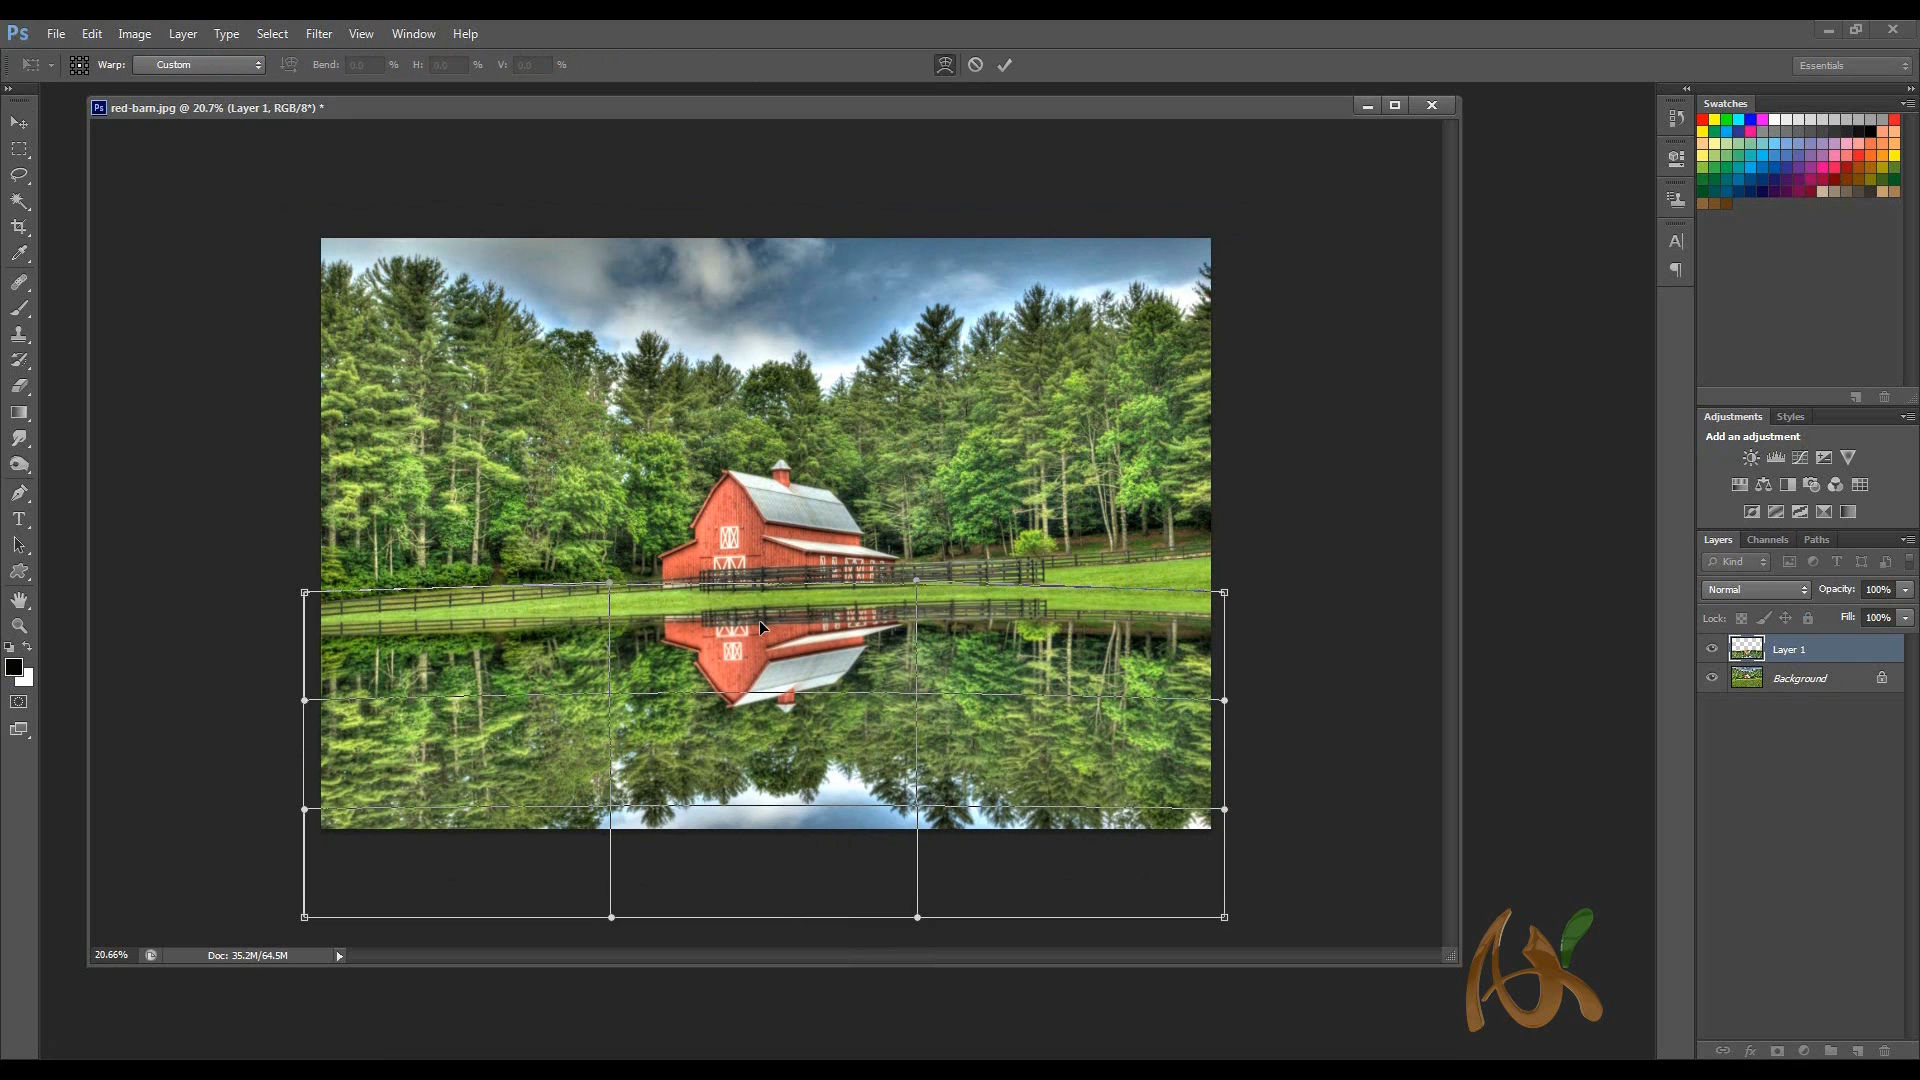 Ps File Edit Image Layer Type Select Filter View Window Help
Warp: Custom Bend: 0.0 % H: 0.0 % V: 0.0 % Essentials
Ps red-barn.jpg @ 20.7% (Layer 1, RGB/8*) *
Swatches
Adjustments Styles
Add an adjustment
Layers Channels Paths
Kind
Normal Opacity: 100%
Lock: Fill: 100%
Layer 1
Background
20.66% Doc: 35.2M/64.5M